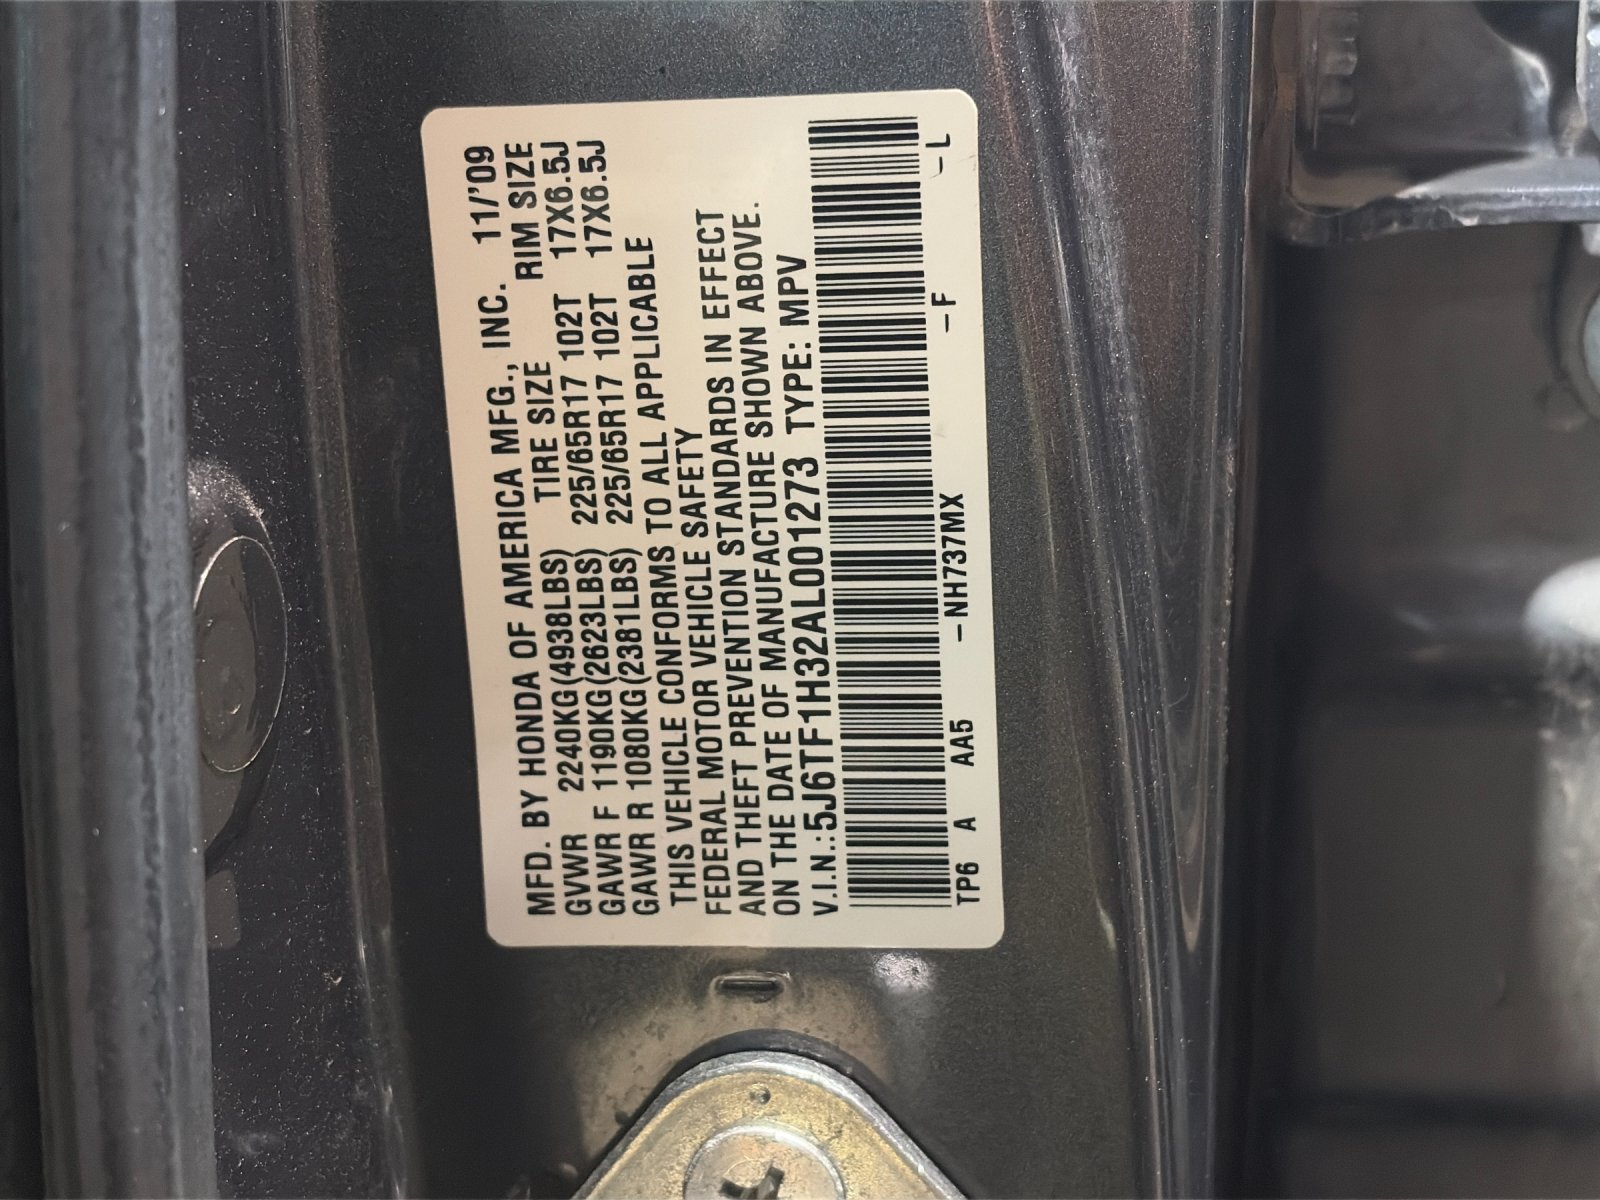 MFD. BY HONDA OF AMERICA MFG., INC. 11/'09
GVWR 2240KG(4938LBS) TIRE SIZE RIM SIZE
GAWR F 1190KG(2623LBS) 225/65R17 102T 17X6.5J
GAWR R 1080KG(2381LBS) 225/65R17 102T 17X6.5J
THIS VEHICLE CONFORMS TO ALL APPLICABLE
FEDERAL MOTOR VEHICLE SAFETY
AND THEFT PREVENTION STANDARDS IN EFFECT
ON THE DATE OF MANUFACTURE SHOWN ABOVE.
V.I.N.:5J6TF1H32AL001273 TYPE: MPV
TP6 A AA5 -NH737MX -F -L